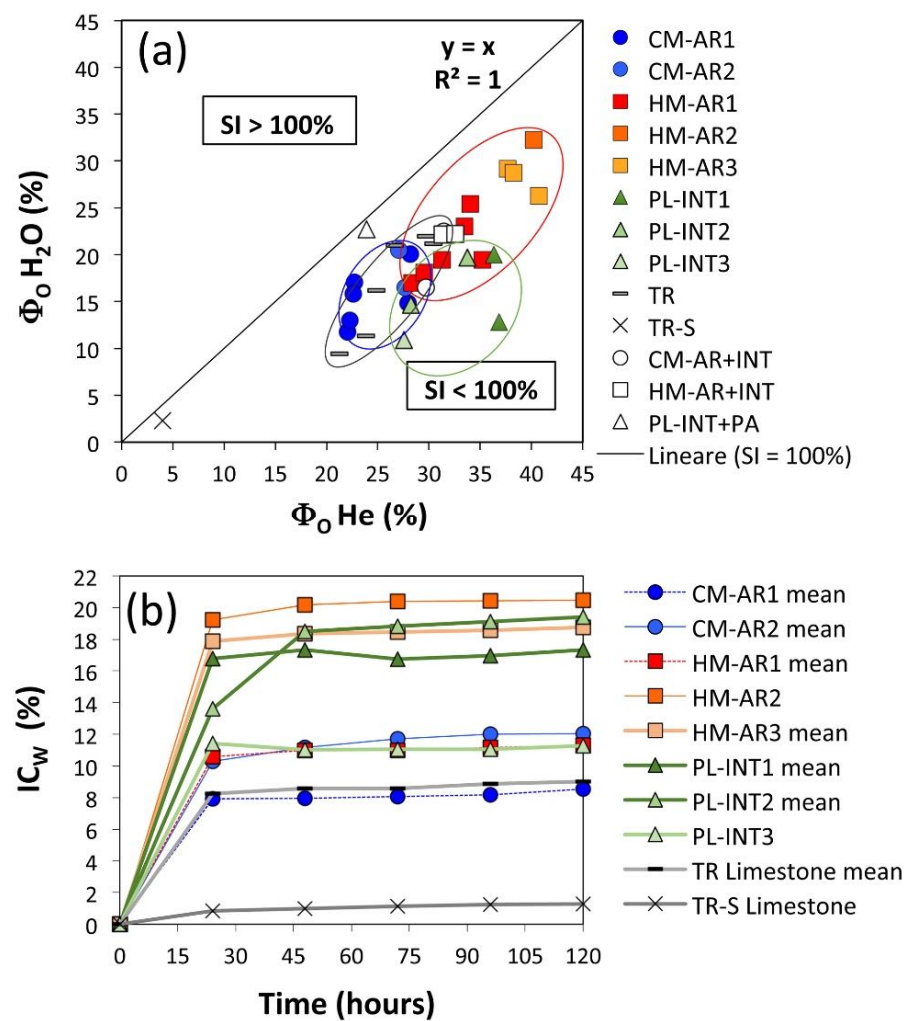 (a)
y = x
R² = 1
SI > 100%
SI < 100%
45
40
35
30
25
20
15
10
5
0
0 5 10 15 20 25 30 35 40 45
Φ₀ H₂O (%)
Φ₀ He (%)
CM-AR1
CM-AR2
HM-AR1
HM-AR2
HM-AR3
PL-INT1
PL-INT2
PL-INT3
TR
TR-S
CM-AR+INT
HM-AR+INT
PL-INT+PA
Lineare (SI = 100%)
(b)
22
20
18
16
14
12
10
8
6
4
2
0
0 15 30 45 60 75 90 105 120
ICw (%)
Time (hours)
CM-AR1 mean
CM-AR2 mean
HM-AR1 mean
HM-AR2
HM-AR3 mean
PL-INT1 mean
PL-INT2 mean
PL-INT3
TR Limestone mean
TR-S Limestone